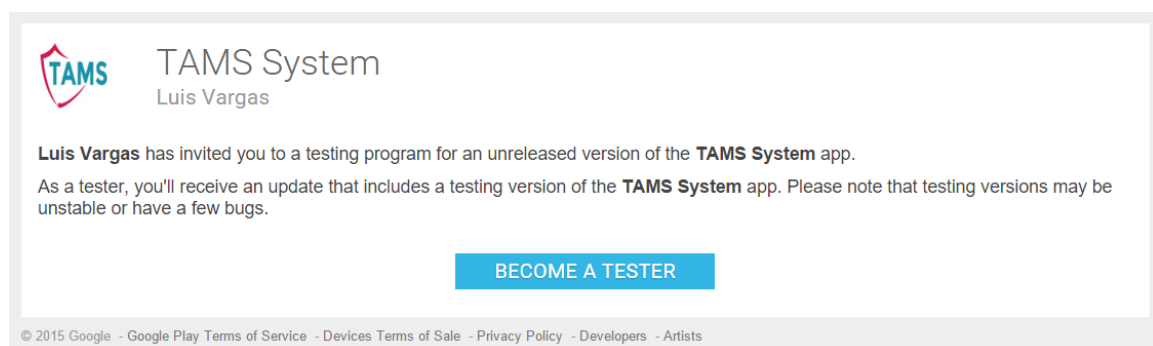 TAMS
TAMS System
Luis Vargas
Luis Vargas has invited you to a testing program for an unreleased version of the TAMS System app.
As a tester, you'll receive an update that includes a testing version of the TAMS System app. Please note that testing versions may be
unstable or have a few bugs.
BECOME A TESTER
© 2015 Google - Google Play Terms of Service - Devices Terms of Sale - Privacy Policy - Developers - Artists